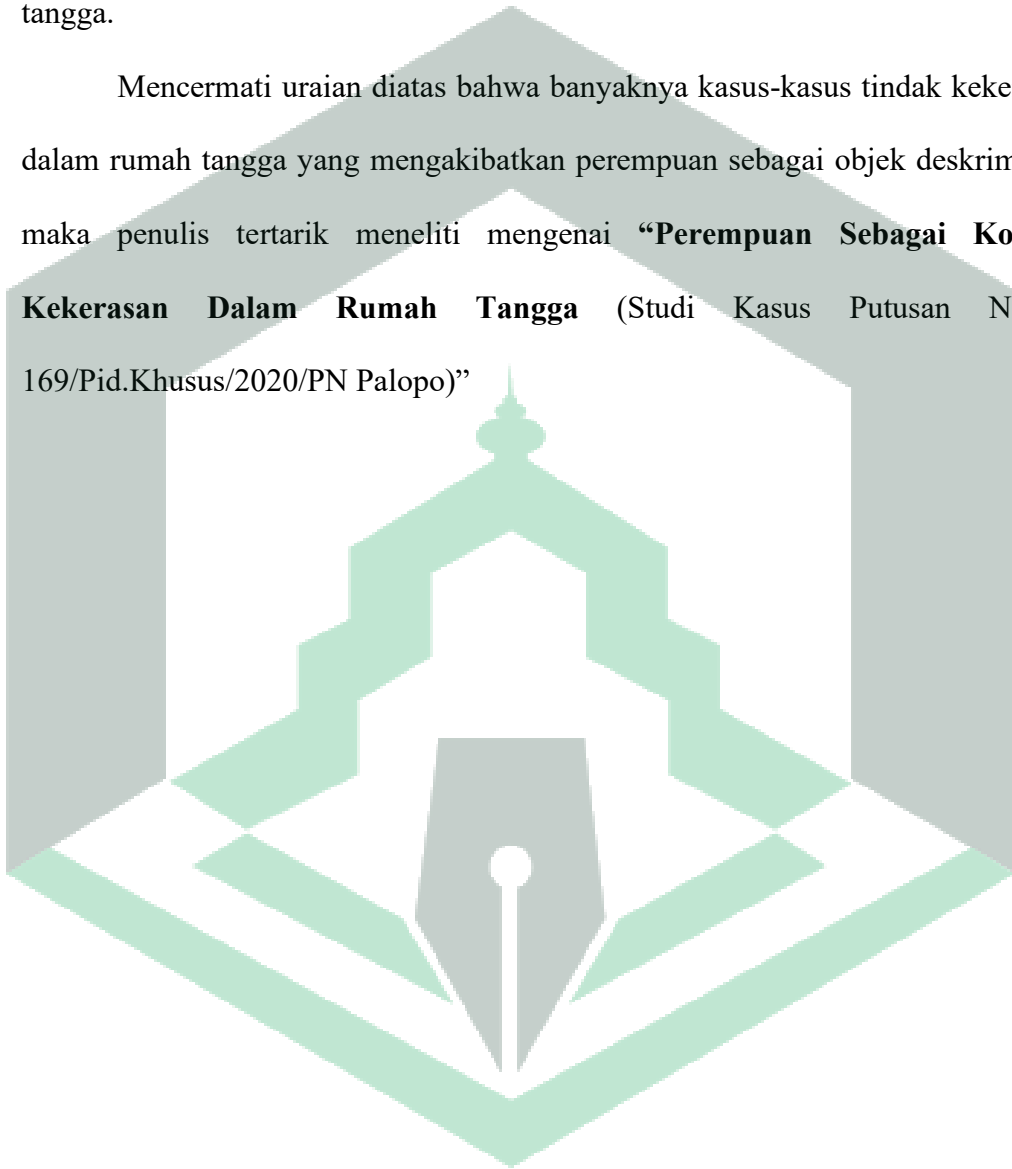 tangga.
Mencermati uraian diatas bahwa banyaknya kasus-kasus tindak keke
dalam rumah tangga yang mengakibatkan perempuan sebagai objek deskrim
maka penulis tertarik meneliti mengenai “Perempuan Sebagai Ko
Kekerasan Dalam Rumah Tangga (Studi Kasus Putusan N
169/Pid.Khusus/2020/PN Palopo)”